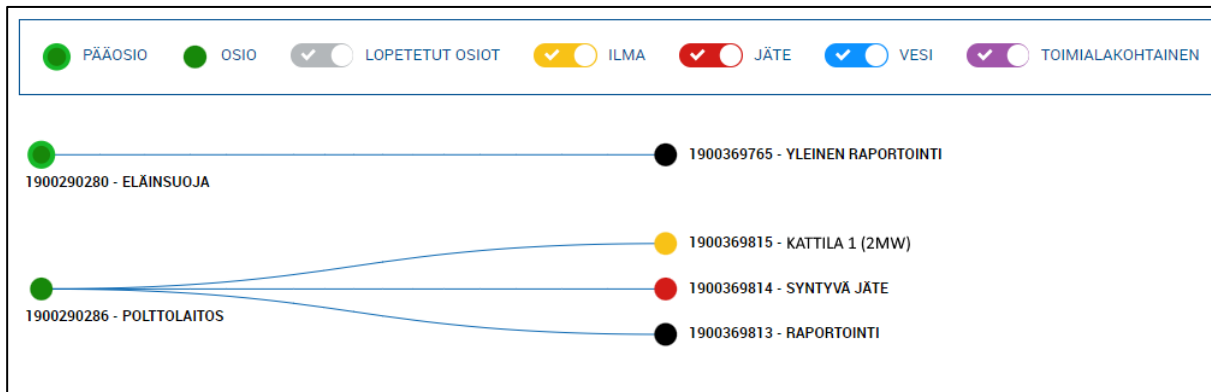 PÄÄOSIO OSIO LOPETETUT OSIOT ILMA JÄTE VESI TOIMIALAKOHTAINEN
1900369765 - YLEINEN RAPORTOINTI
1900290280 - ELÄINSUOJA
1900369815 - KATTILA 1 (2MW)
1900369814 - SYNTYVÄ JÄTE
1900290286 - POLTTOLAITOS
1900369813 - RAPORTOINTI